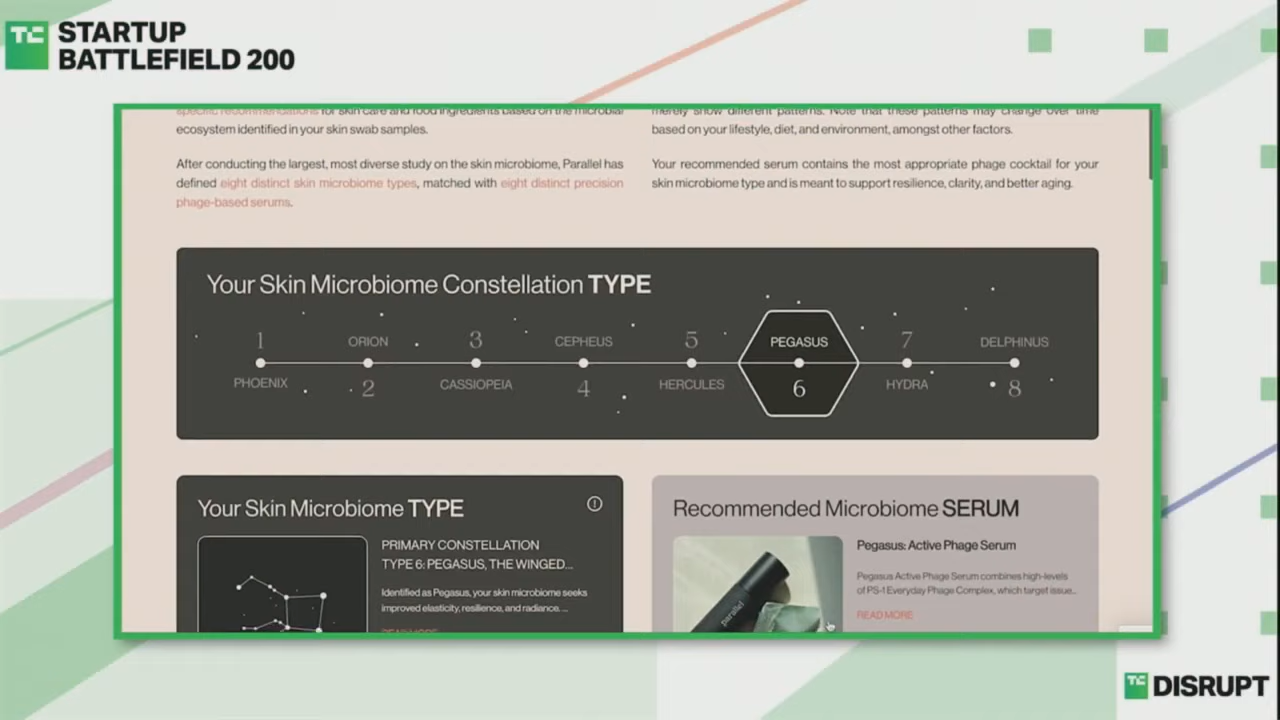 TC STARTUP
BATTLEFIELD 200
specific recommendations for skin care and food ingredients based on the microbial
ecosystem identified in your skin swab samples.
After conducting the largest, most diverse study on the skin microbiome, Parallel has
defined eight distinct skin microbiome types, matched with eight distinct precision
phage-based serums.
merely show different patterns. Note that these patterns may change over time
based on your lifestyle, diet, and environment, amongst other factors.
Your recommended serum contains the most appropriate phage cocktail for your
skin microbiome type and is meant to support resilience, clarity, and better aging.
Your Skin Microbiome Constellation TYPE
1 ORION 3 CEPHEUS 5 PEGASUS 7 DELPHINUS
PHOENIX 2 CASSIOPEIA 4 HERCULES 6 HYDRA 8
Your Skin Microbiome TYPE
PRIMARY CONSTELLATION
TYPE 6: PEGASUS, THE WINGED...
Identified as Pegasus, your skin microbiome seeks
improved elasticity, resilience, and radiance. ...
READ MORE
Recommended Microbiome SERUM
parallel
Pegasus: Active Phage Serum
Pegasus Active Phage Serum combines high-levels
of PS-1 Everyday Phage Complex, which target issue...
READ MORE
TC DISRUPT